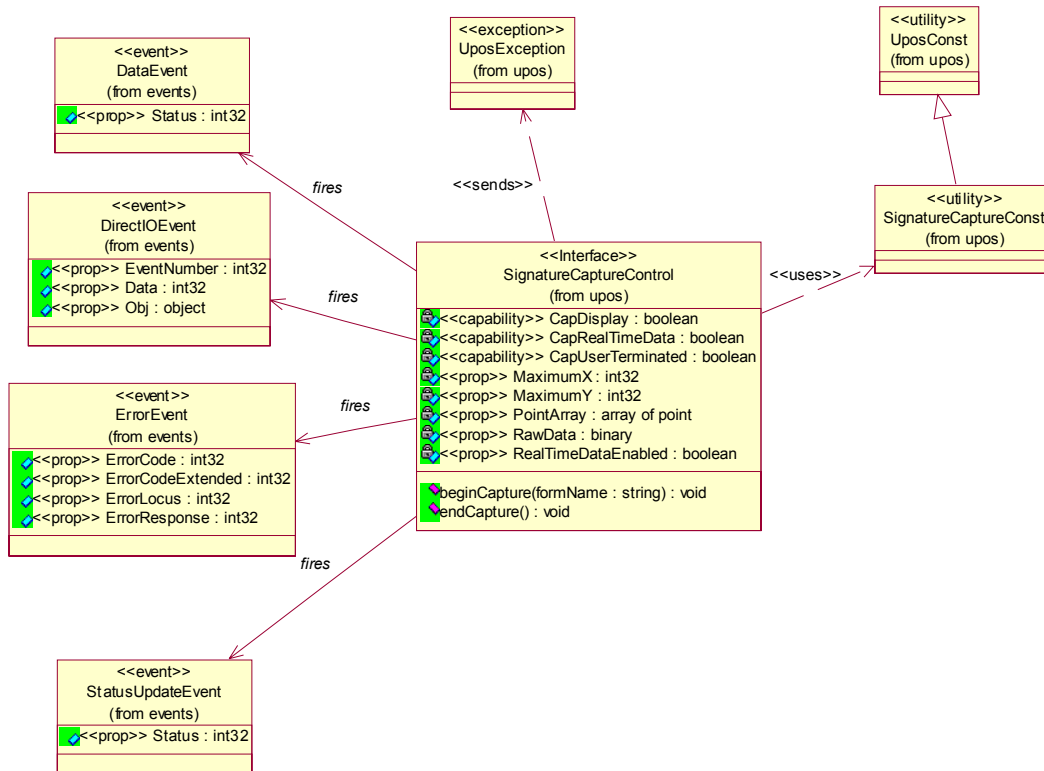 <<event>>
DataEvent
(from events)
<<prop>> Status : int32
<<exception>>
UposException
(from upos)
<<utility>>
UposConst
(from upos)
fires
<<sends>>
<<utility>>
SignatureCaptureConst
(from upos)
<<event>>
DirectIOEvent
(from events)
<<prop>> EventNumber : int32
<<prop>> Data : int32
<<prop>> Obj : object
fires
<<uses>>
<<Interface>>
SignatureCaptureControl
(from upos)
<<capability>> CapDisplay : boolean
<<capability>> CapRealTimeData : boolean
<<capability>> CapUserTerminated : boolean
<<prop>> MaximumX : int32
<<prop>> MaximumY : int32
<<prop>> PointArray : array of point
<<prop>> RawData : binary
<<prop>> RealTimeDataEnabled : boolean
beginCapture(formName : string) : void
endCapture() : void
<<event>>
ErrorEvent
(from events)
<<prop>> ErrorCode : int32
<<prop>> ErrorCodeExtended : int32
<<prop>> ErrorLocus : int32
<<prop>> ErrorResponse : int32
fires
fires
<<event>>
StatusUpdateEvent
(from events)
<<prop>> Status : int32